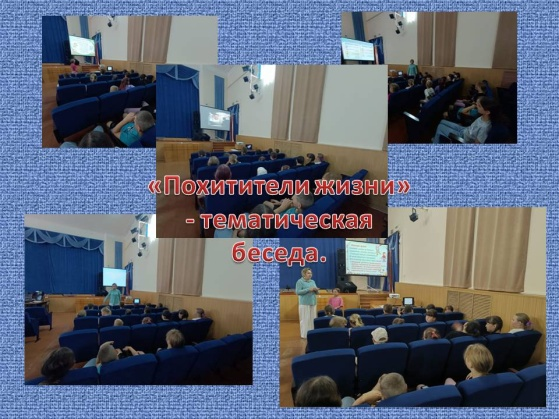 «Похитители жизни»
- тематическая
беседа.